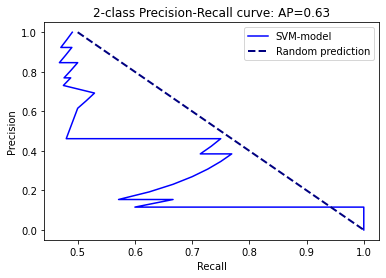 2-class Precision-Recall curve: AP=0.63
SVM-model
Random prediction
Precision
1.0
0.8
0.6
0.4
0.2
0.0
0.5 0.6 0.7 0.8 0.9 1.0
Recall